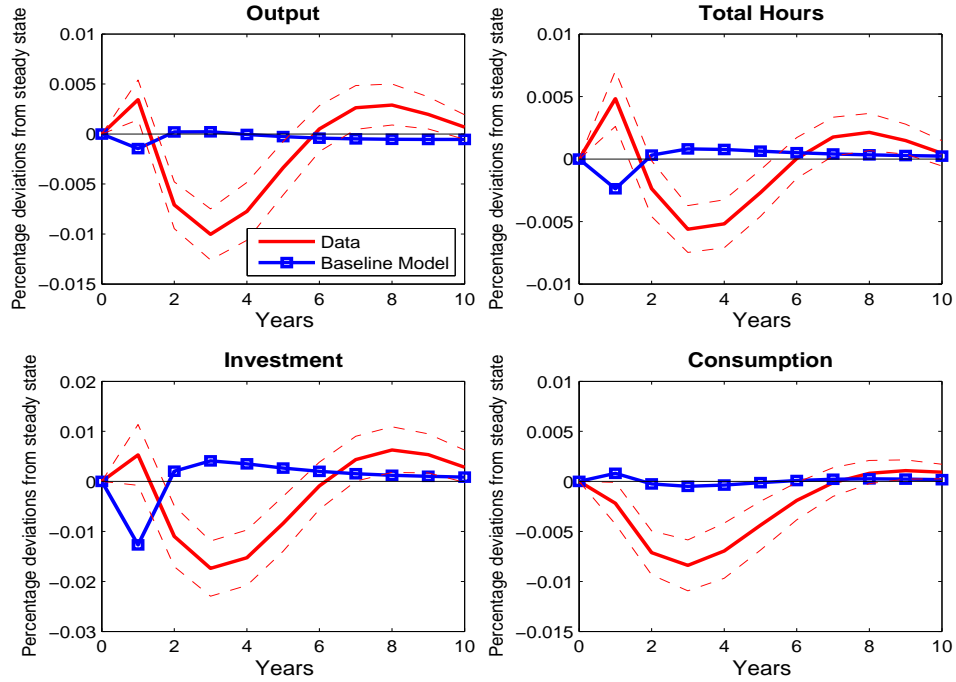 Output
Percentage deviations from steady state
0.01
0.005
0
−0.005
−0.01
−0.015
0 2 4 6 8 10
Years
Data
Baseline Model
Total Hours
Percentage deviations from steady state
0.01
0.005
0
−0.005
−0.01
0 2 4 6 8 10
Years
Investment
Percentage deviations from steady state
0.02
0.01
0
−0.01
−0.02
−0.03
0 2 4 6 8 10
Years
Consumption
Percentage deviations from steady state
0.01
0.005
0
−0.005
−0.01
−0.015
0 2 4 6 8 10
Years